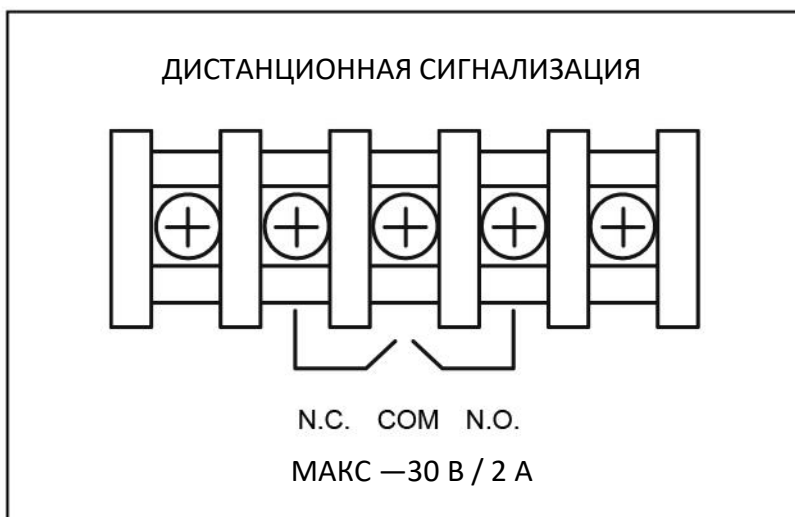 ДИСТАНЦИОННАЯ СИГНАЛИЗАЦИЯ
N.C. COM N.O.
МАКС —30 В / 2 А